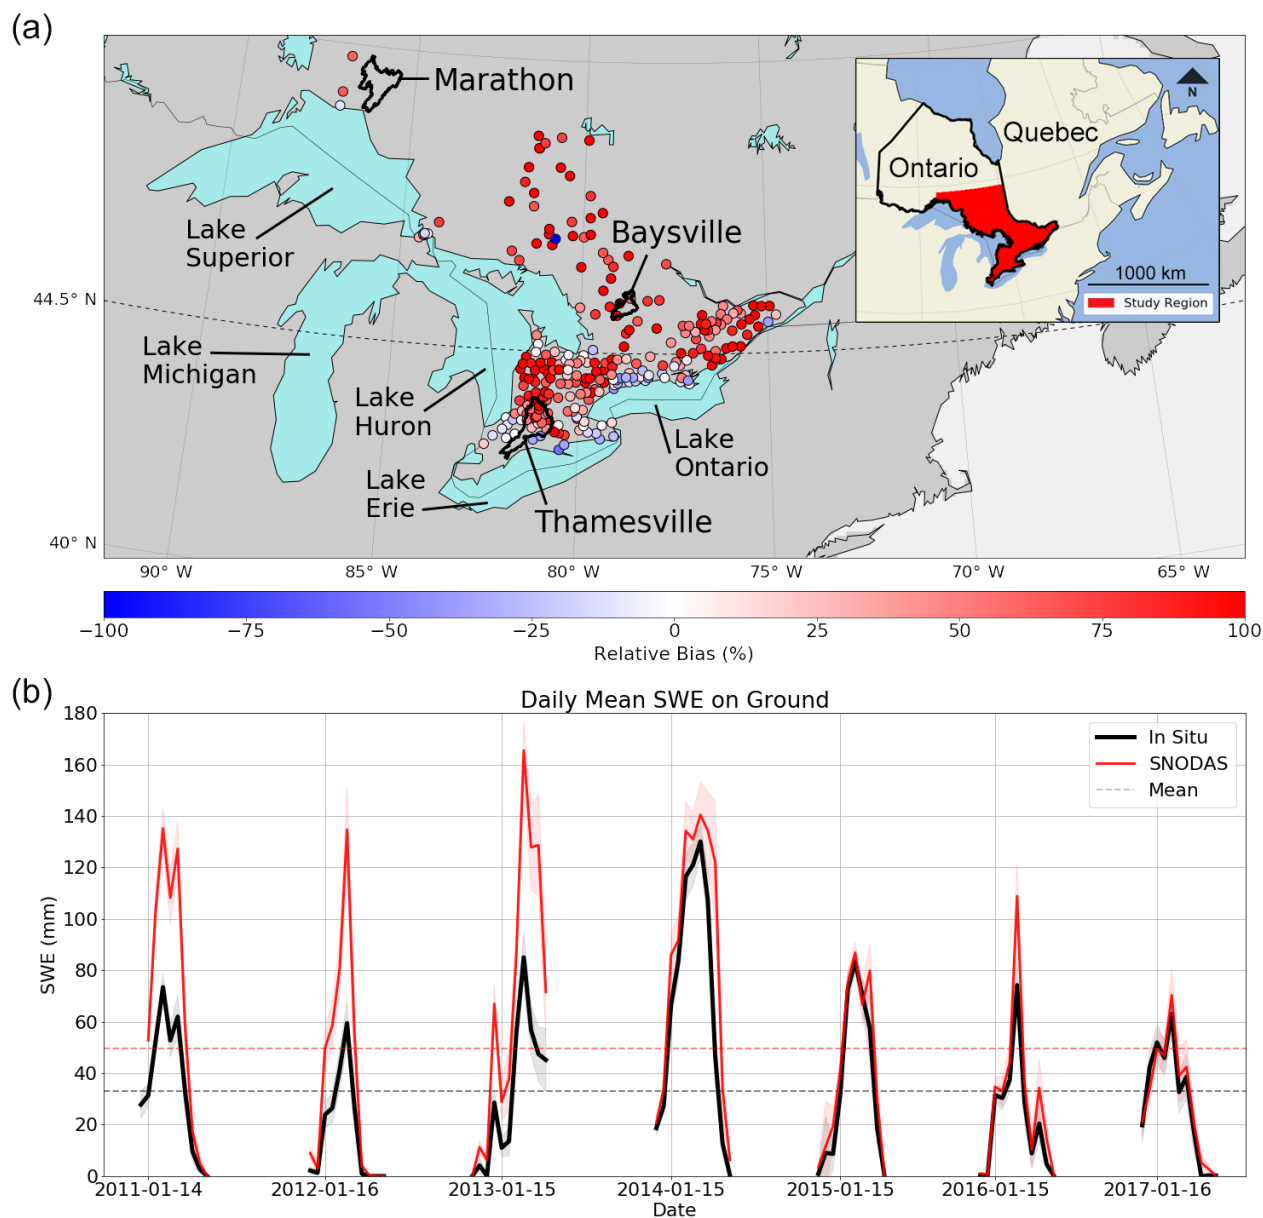 (a)
Marathon
N
Quebec
Ontario
1000 km
Study Region
Baysville
Lake
Superior
44.5° N
Lake
Michigan
Lake
Huron
Lake
Ontario
Lake
Erie
Thamesville
40° N
90° W 85° W 80° W 75° W 70° W 65° W
−100 −75 −50 −25 0 25 50 75 100
Relative Bias (%)
(b)
Daily Mean SWE on Ground
180
160
140
120
100
80
60
40
20
0
SWE (mm)
In Situ
SNODAS
Mean
2011-01-14 2012-01-16 2013-01-15 2014-01-15 2015-01-15 2016-01-15 2017-01-16
Date